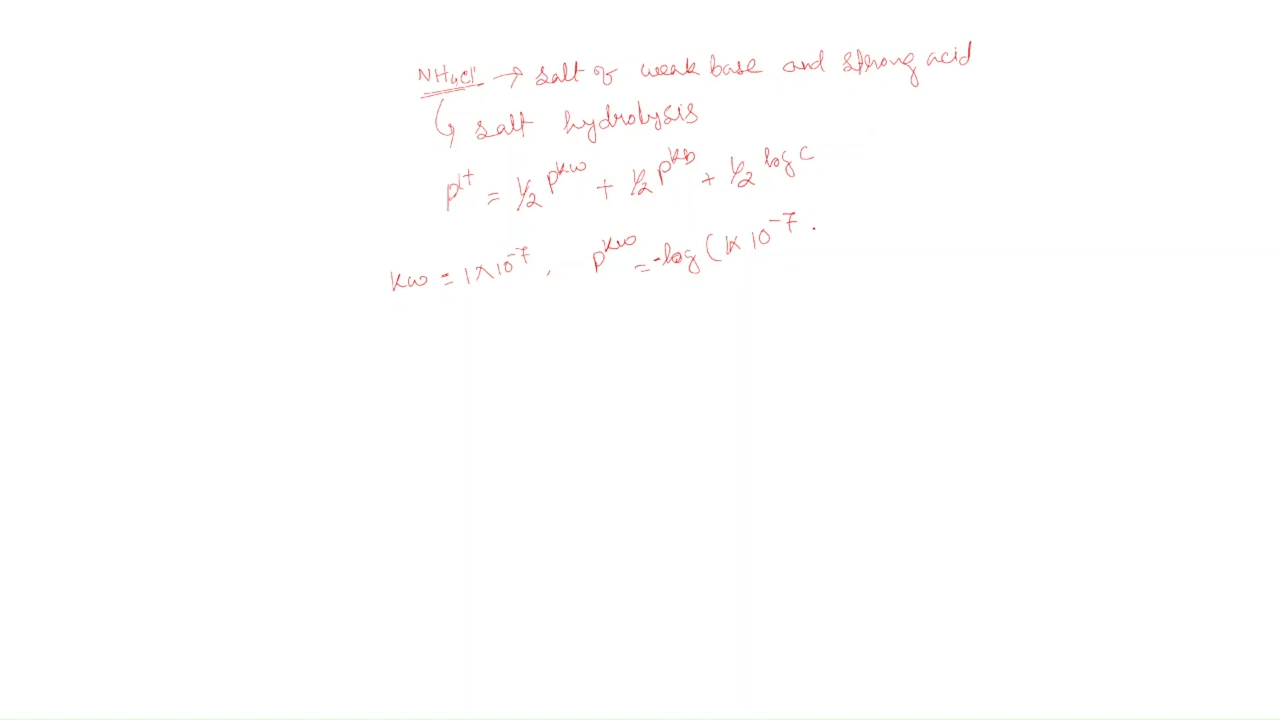 NH4Cl → salt of weak base and strong acid
↳ salt hydrolysis
pH = 1/2 pKw + 1/2 pKb + 1/2 log c
Kw = 1×10⁻⁷, pKw = -log(1×10⁻⁷.